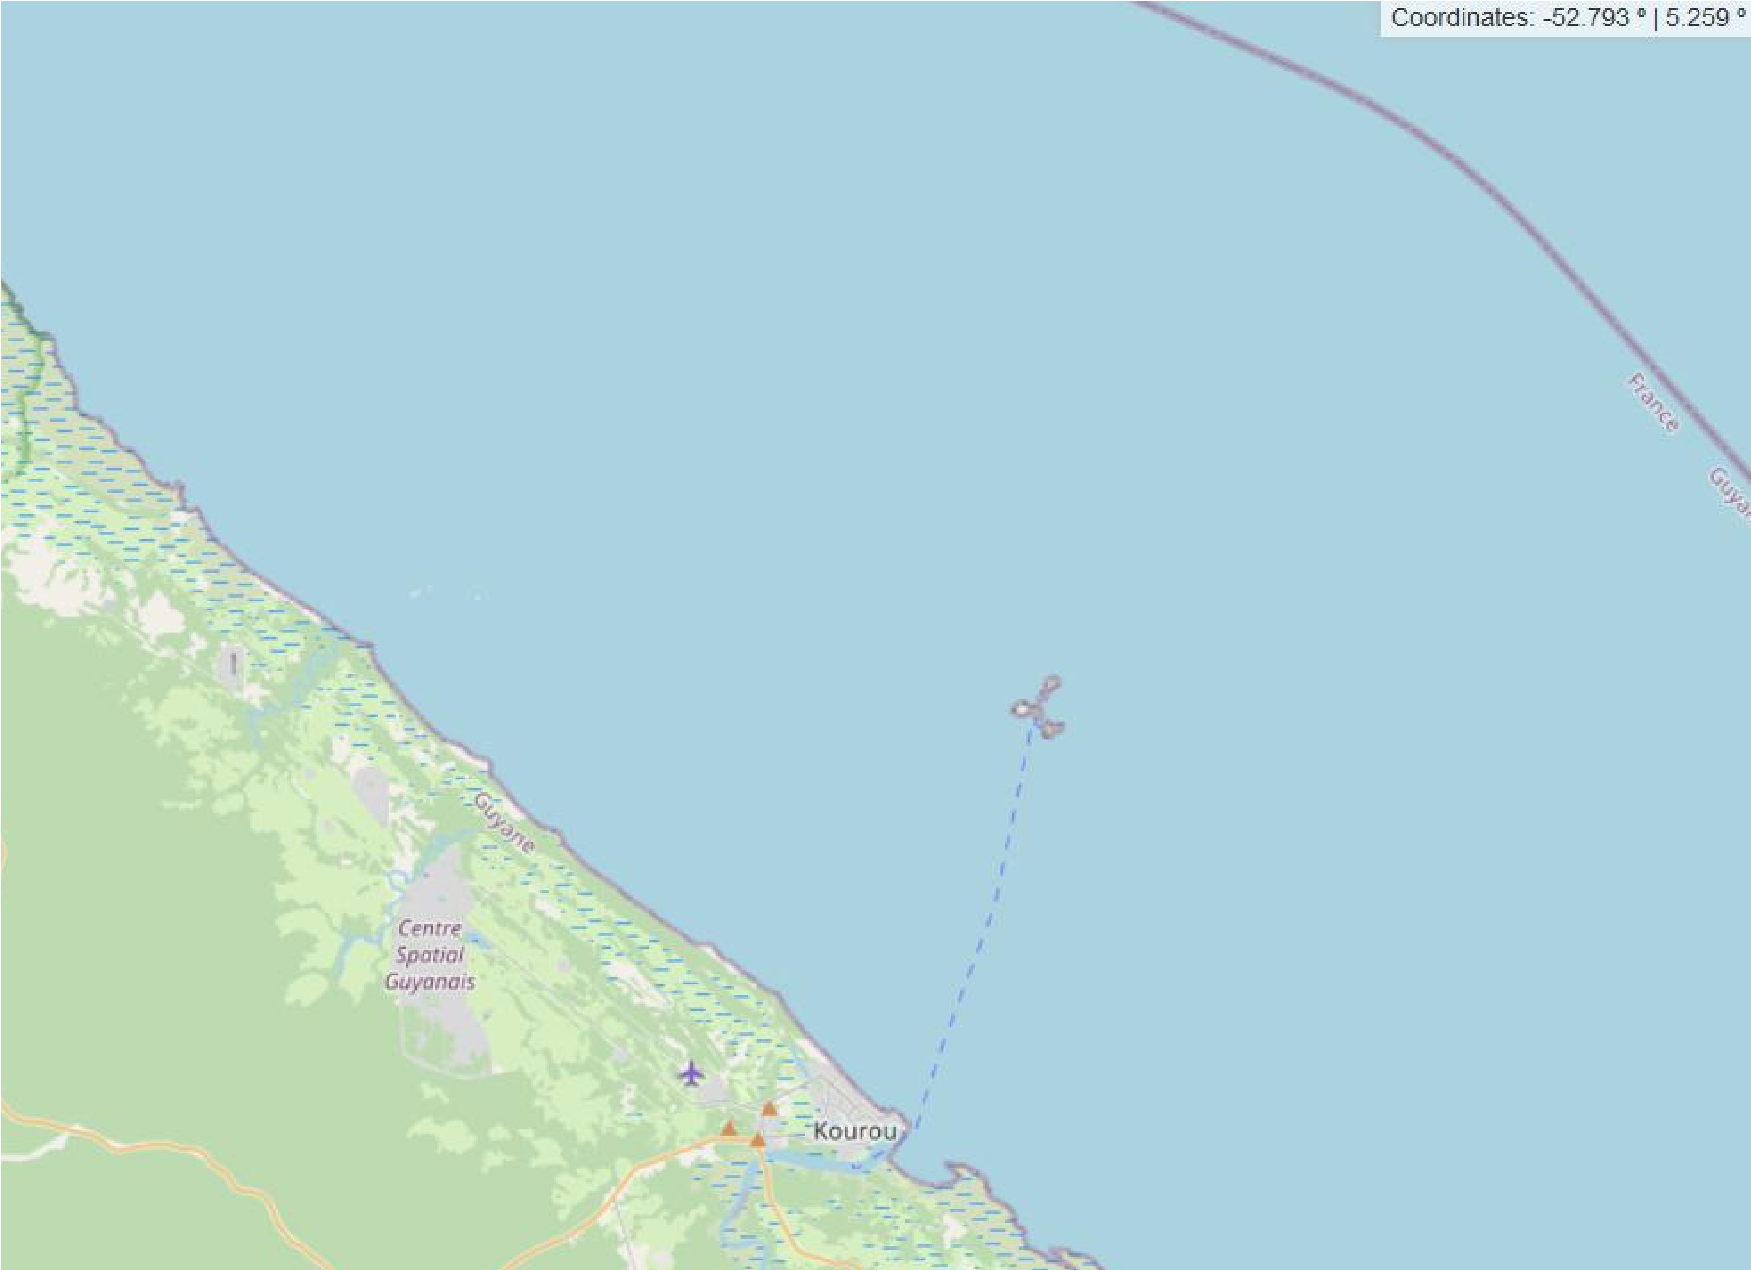 Coordinates: -52.793 º | 5.259 º
France
Guyane
Centre
Spatial
Guyanais
Kourou